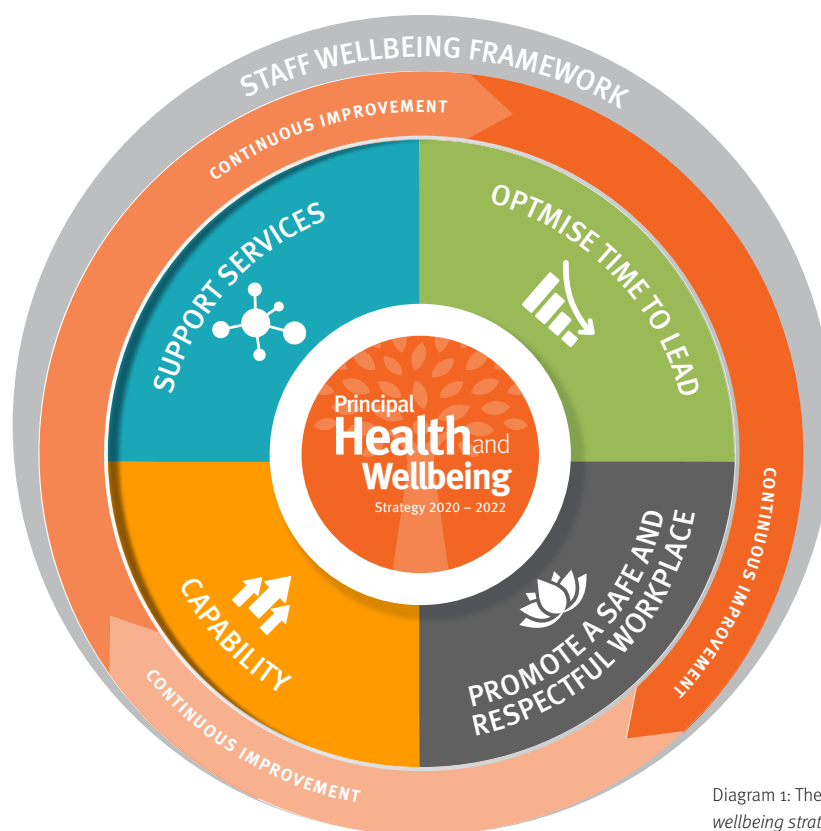 STAFF WELLBEING FRAMEWORK
CONTINUOUS IMPROVEMENT
SUPPORT SERVICES
OPTMISE TIME TO LEAD
Principal
Health and
Wellbeing
Strategy 2020 – 2022
CONTINUOUS IMPROVEMENT
CAPABILITY
PROMOTE A SAFE AND
RESPECTFUL WORKPLACE
CONTINUOUS IMPROVEMENT
Diagram 1: The
wellbeing strat